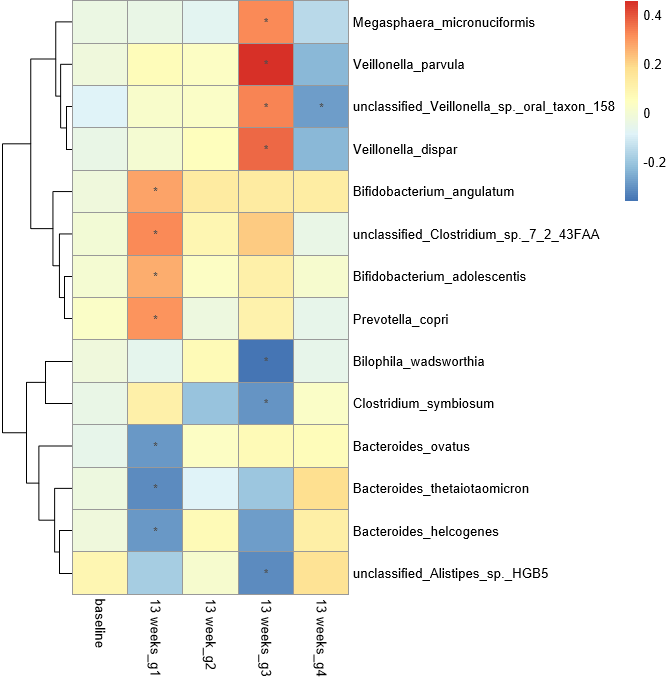 0.4
0.2
0
-0.2
Megasphaera_micronuciformis
*
Veillonella_parvula
*
unclassified_Veillonella_sp._oral_taxon_158
* *
Veillonella_dispar
*
Bifidobacterium_angulatum
*
unclassified_Clostridium_sp._7_2_43FAA
*
Bifidobacterium_adolescentis
*
Prevotella_copri
*
Bilophila_wadsworthia
*
Clostridium_symbiosum
*
Bacteroides_ovatus
*
Bacteroides_thetaiotaomicron
*
Bacteroides_helcogenes
*
unclassified_Alistipes_sp._HGB5
*
baseline
13 weeks_g1
13 week_g2
13 weeks_g3
13 weeks_g4